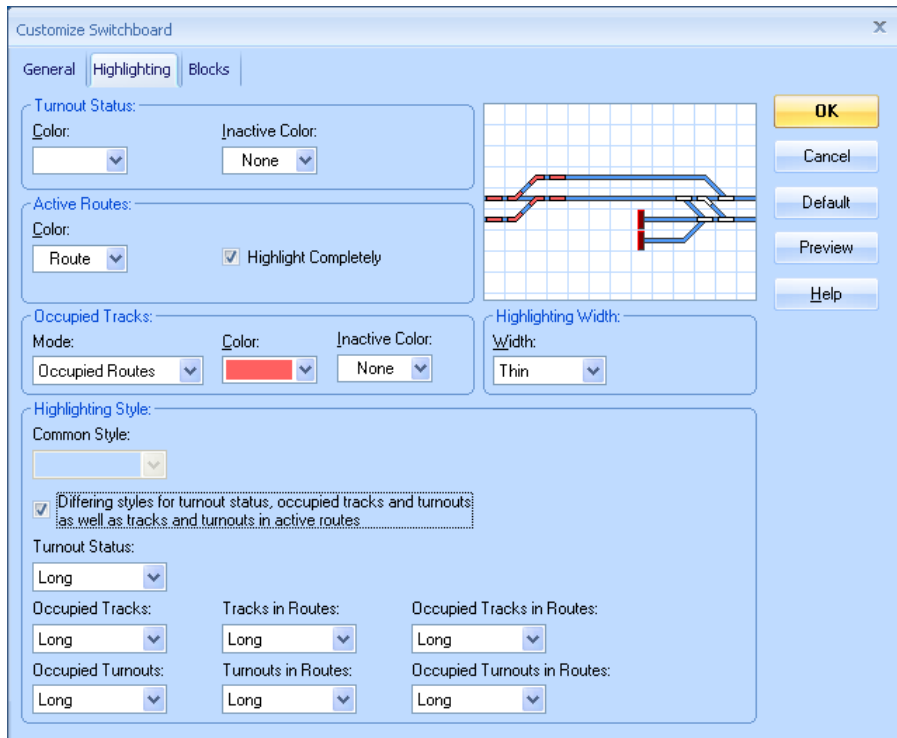 Customize Switchboard
General Highlighting Blocks
Turnout Status:
Color: Inactive Color:
None
Active Routes:
Color:
Route Highlight Completely
Occupied Tracks:
Mode: Color: Inactive Color:
Occupied Routes None
Highlighting Width:
Width:
Thin
Highlighting Style:
Common Style:
Differing styles for turnout status, occupied tracks and turnouts
as well as tracks and turnouts in active routes
Turnout Status:
Long
Occupied Tracks: Tracks in Routes: Occupied Tracks in Routes:
Long Long Long
Occupied Turnouts: Turnouts in Routes: Occupied Turnouts in Routes:
Long Long Long
OK
Cancel
Default
Preview
Help